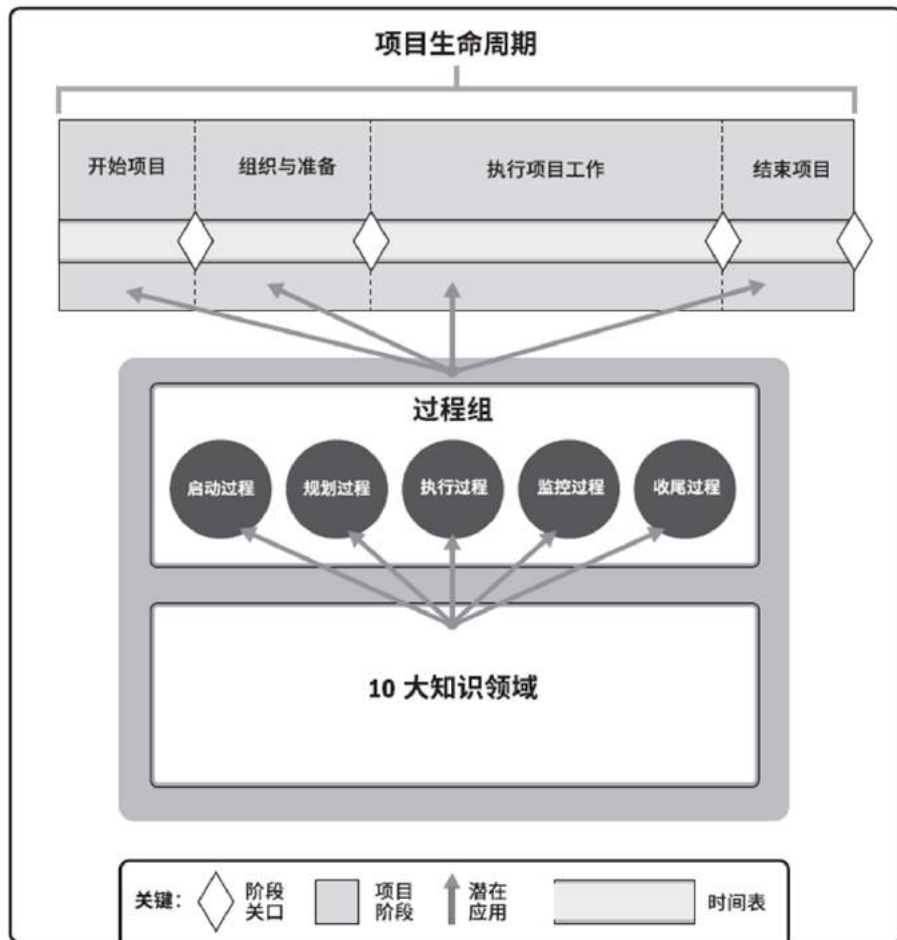 项目生命周期
开始项目
组织与准备
执行项目工作
结束项目
过程组
启动过程
规划过程
执行过程
监控过程
收尾过程
10 大知识领域
关键：
阶段
关口
项目
阶段
潜在
应用
时间表